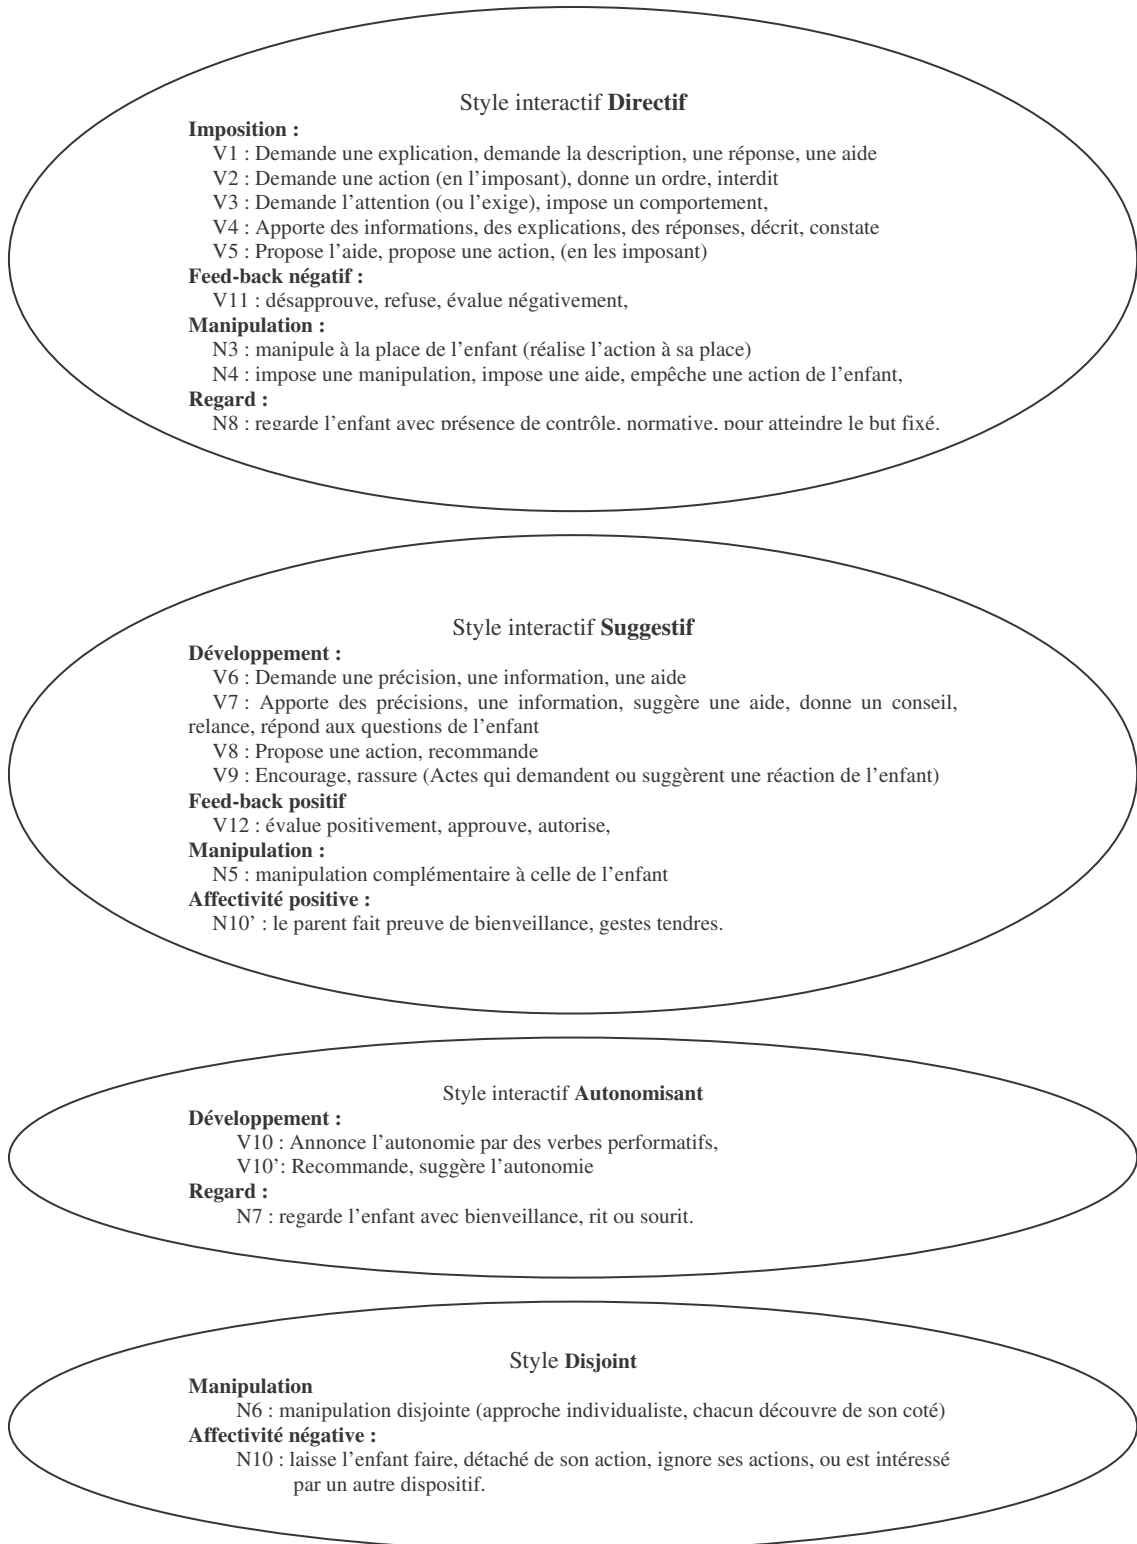 Style interactif Directif
Imposition :
V1 : Demande une explication, demande la description, une réponse, une aide
V2 : Demande une action (en l’imposant), donne un ordre, interdit
V3 : Demande l’attention (ou l’exige), impose un comportement,
V4 : Apporte des informations, des explications, des réponses, décrit, constate
V5 : Propose l’aide, propose une action, (en les imposant)
Feed-back négatif :
V11 : désapprouve, refuse, évalue négativement,
Manipulation :
N3 : manipule à la place de l’enfant (réalise l’action à sa place)
N4 : impose une manipulation, impose une aide, empêche une action de l’enfant,
Regard :
N8 : regarde l’enfant avec présence de contrôle, normative, pour atteindre le but fixé.
Style interactif Suggestif
Développement :
V6 : Demande une précision, une information, une aide
V7 : Apporte des précisions, une information, suggère une aide, donne un conseil,
relance, répond aux questions de l’enfant
V8 : Propose une action, recommande
V9 : Encourage, rassure (Actes qui demandent ou suggèrent une réaction de l’enfant)
Feed-back positif
V12 : évalue positivement, approuve, autorise,
Manipulation :
N5 : manipulation complémentaire à celle de l’enfant
Affectivité positive :
N10’ : le parent fait preuve de bienveillance, gestes tendres.
Style interactif Autonomisant
Développement :
V10 : Annonce l’autonomie par des verbes performatifs,
V10’: Recommande, suggère l’autonomie
Regard :
N7 : regarde l’enfant avec bienveillance, rit ou sourit.
Style Disjoint
Manipulation
N6 : manipulation disjointe (approche individualiste, chacun découvre de son coté)
Affectivité négative :
N10 : laisse l’enfant faire, détaché de son action, ignore ses actions, ou est intéressé
par un autre dispositif.